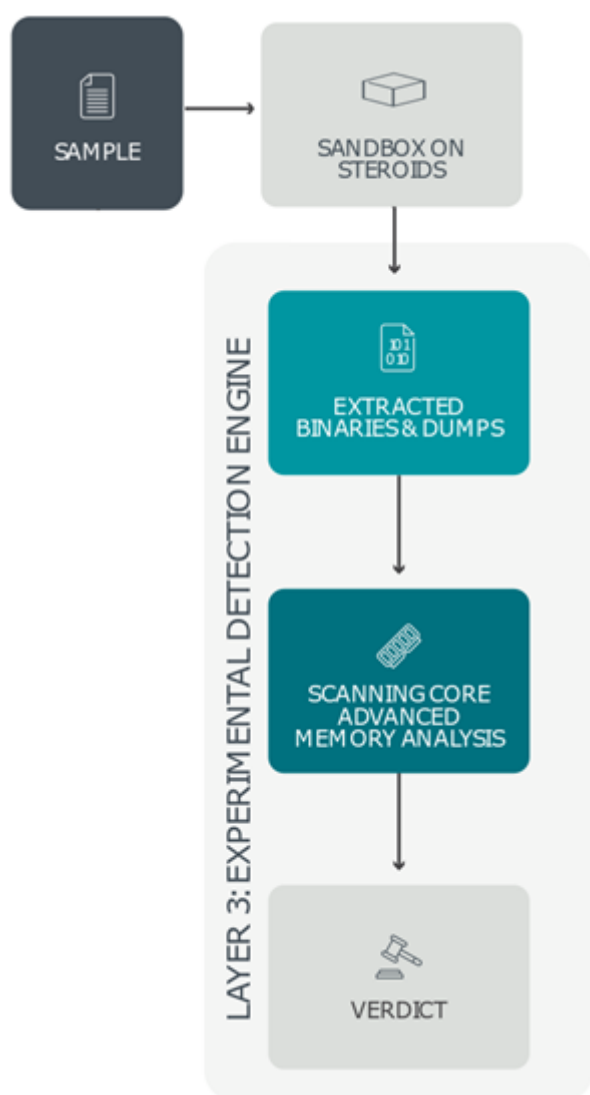 SAMPLE
SANDBOX ON
STEROIDS
LAYER 3: EXPERIMENTAL DETECTION ENGINE
101
010
EXTRACTED
BINARIES & DUMPS
SCANNING CORE
ADVANCED
MEMORY ANALYSIS
VERDICT